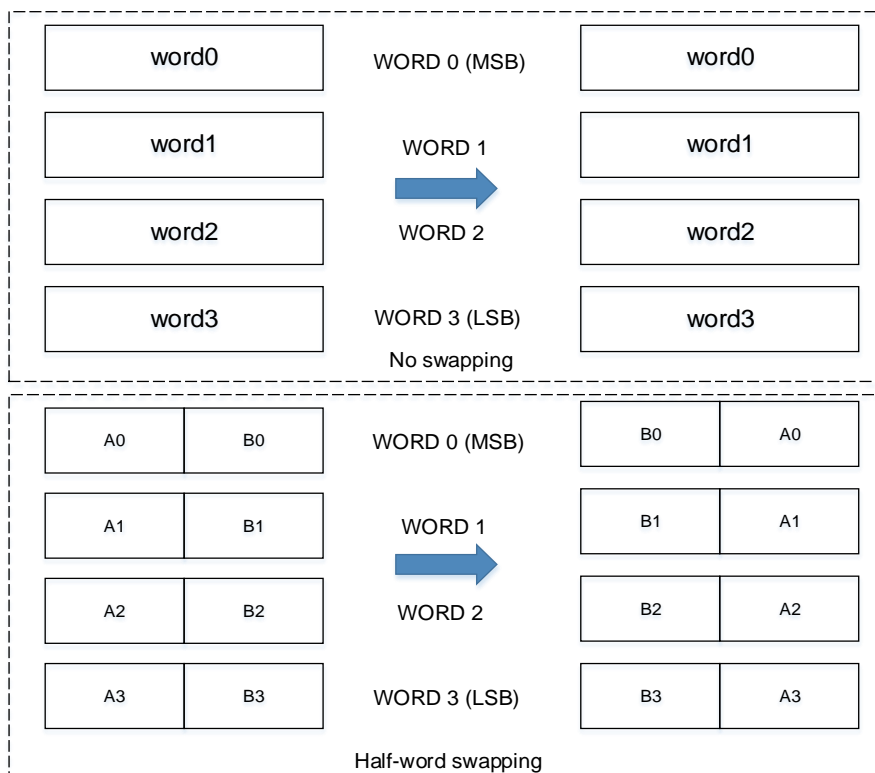 word0 WORD 0 (MSB) word0
word1 WORD 1 word1
word2 WORD 2 word2
word3 WORD 3 (LSB) word3
No swapping
A0 B0 WORD 0 (MSB) B0 A0
A1 B1 WORD 1 B1 A1
A2 B2 WORD 2 B2 A2
A3 B3 WORD 3 (LSB) B3 A3
Half-word swapping